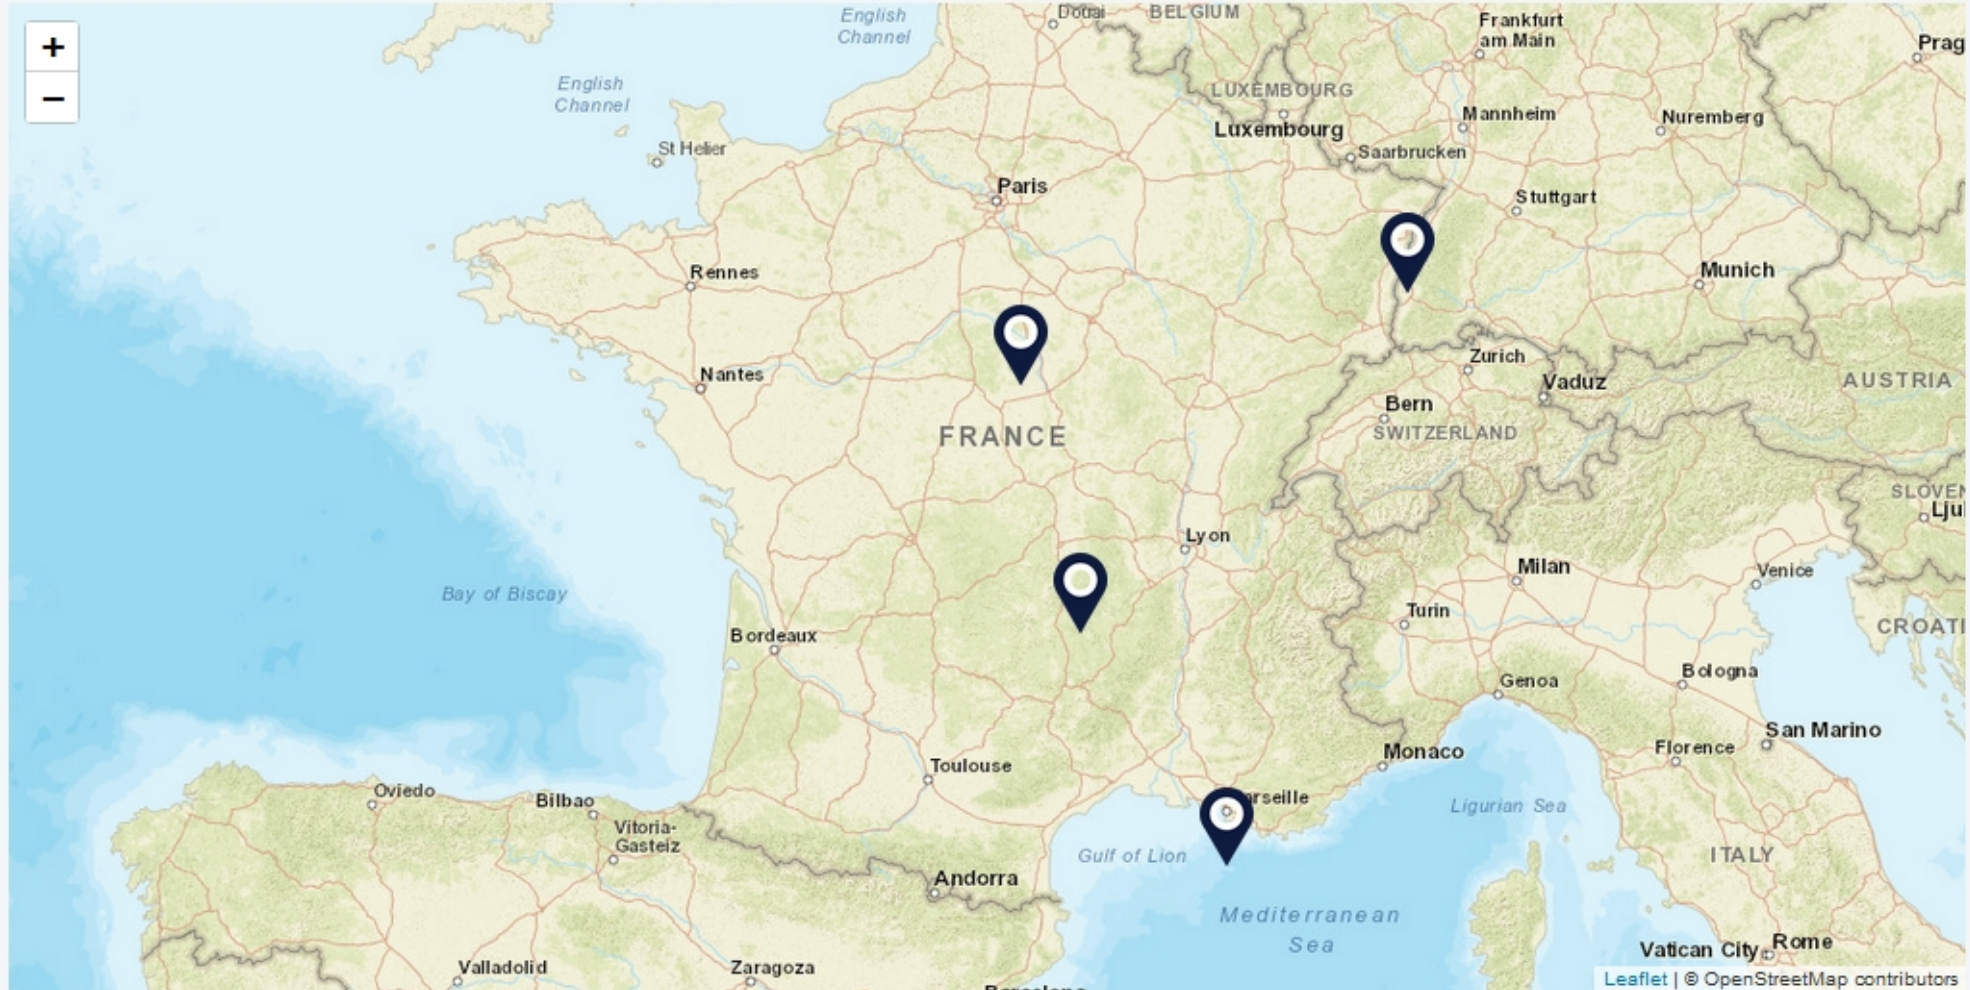 +
−
English
Channel
Douai
BELGIUM
Frankfurt
am Main
English
Channel
LUXEMBOURG
Luxembourg
Mannheim
Nuremberg
St Helier
Saarbrucken
Paris
Stuttgart
Rennes
Munich
Nantes
Zurich
Vaduz
AUSTRIA
Bern
SWITZERLAND
FRANCE
SLOVEN
Lju
Prag
Lyon
Milan
Venice
Bay of Biscay
Turin
CROATI
Bordeaux
Bologna
Genoa
San Marino
Florence
Monaco
Toulouse
Oviedo
Bilbao
arseille
Ligurian Sea
Vitoria-
Gasteiz
Gulf of Lion
ITALY
Andorra
Mediterranean
Sea
Vatican City
Rome
Valladolid
Zaragoza
Leaflet | © OpenStreetMap contributors